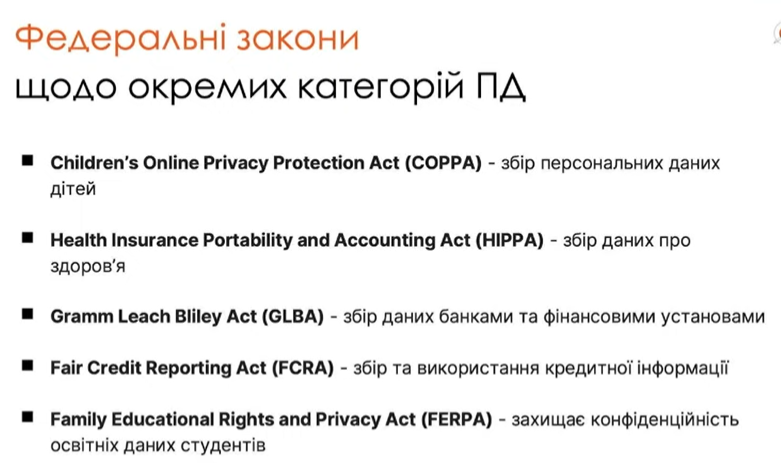 Федеральні закони
щодо окремих категорій ПД
■ Children's Online Privacy Protection Act (COPPA) - збір персональних даних
дітей
■ Health Insurance Portability and Accounting Act (HIPPA) - збір даних про
здоров'я
■ Gramm Leach Bliley Act (GLBA) - збір даних банками та фінансовими установами
■ Fair Credit Reporting Act (FCRA) - збір та використання кредитної інформації
■ Family Educational Rights and Privacy Act (FERPA) - захищає конфіденційність
освітніх даних студентів